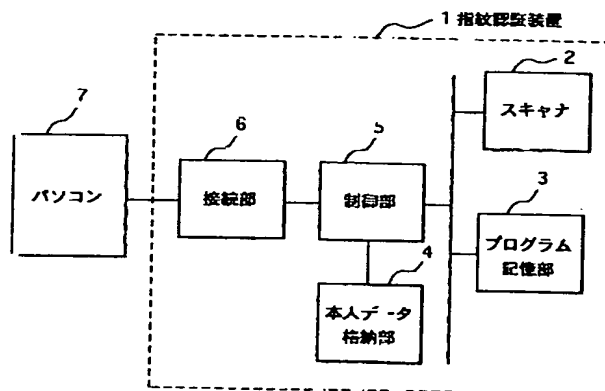 1 指紋認証装置
2
スキャナ
7
パソコン
6
接続部
5
制御部
3
プログラム
記憶部
4
本人データ
格納部